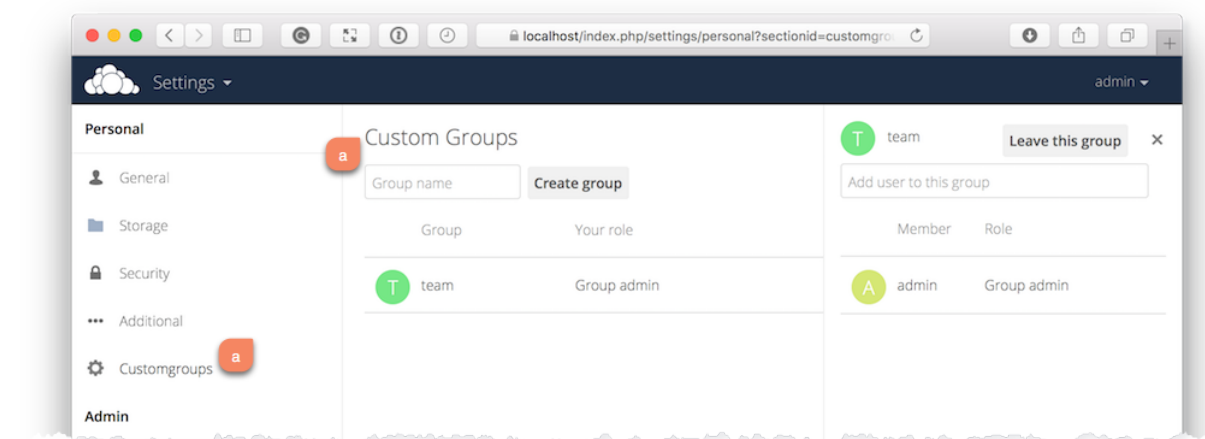 localhost/index.php/settings/personal?sectionid=customgro
Settings
admin
Personal
General
Storage
Security
Additional
Customgroups
a
Admin
a
Custom Groups
Group name
Create group
Group Your role
T team Group admin
T team Leave this group
Add user to this group
Member Role
A admin Group admin